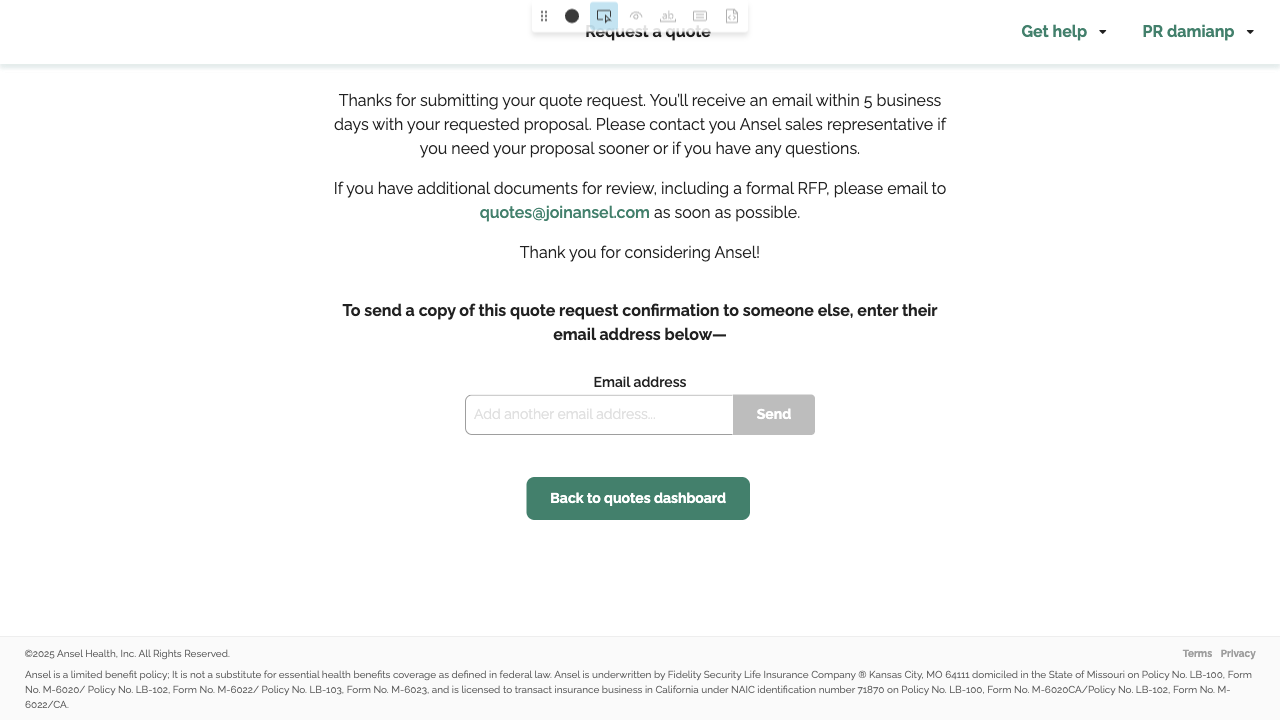 Request a quote
Get help
PR damianp
Thanks for submitting your quote request. You'll receive an email within 5 business
days with your requested proposal. Please contact you Ansel sales representative if
you need your proposal sooner or if you have any questions.
If you have additional documents for review, including a formal RFP, please email to
quotes@joinansel.com as soon as possible.
Thank you for considering Ansel!
To send a copy of this quote request confirmation to someone else, enter their
email address below—
Email address
Add another email address...
Send
Back to quotes dashboard
©2025 Ansel Health, Inc. All Rights Reserved.
Terms Privacy
Ansel is a limited benefit policy; It is not a substitute for essential health benefits coverage as defined in federal law. Ansel is underwritten by Fidelity Security Life Insurance Company ® Kansas City, MO 64111 domiciled in the State of Missouri on Policy No. LB-100, Form
No. M-6020/ Policy No. LB-102, Form No. M-6022/ Policy No. LB-103, Form No. M-6023, and is licensed to transact insurance business in California under NAIC identification number 71870 on Policy No. LB-100, Form No. M-6020CA/Policy No. LB-102, Form No. M-
6022/CA.